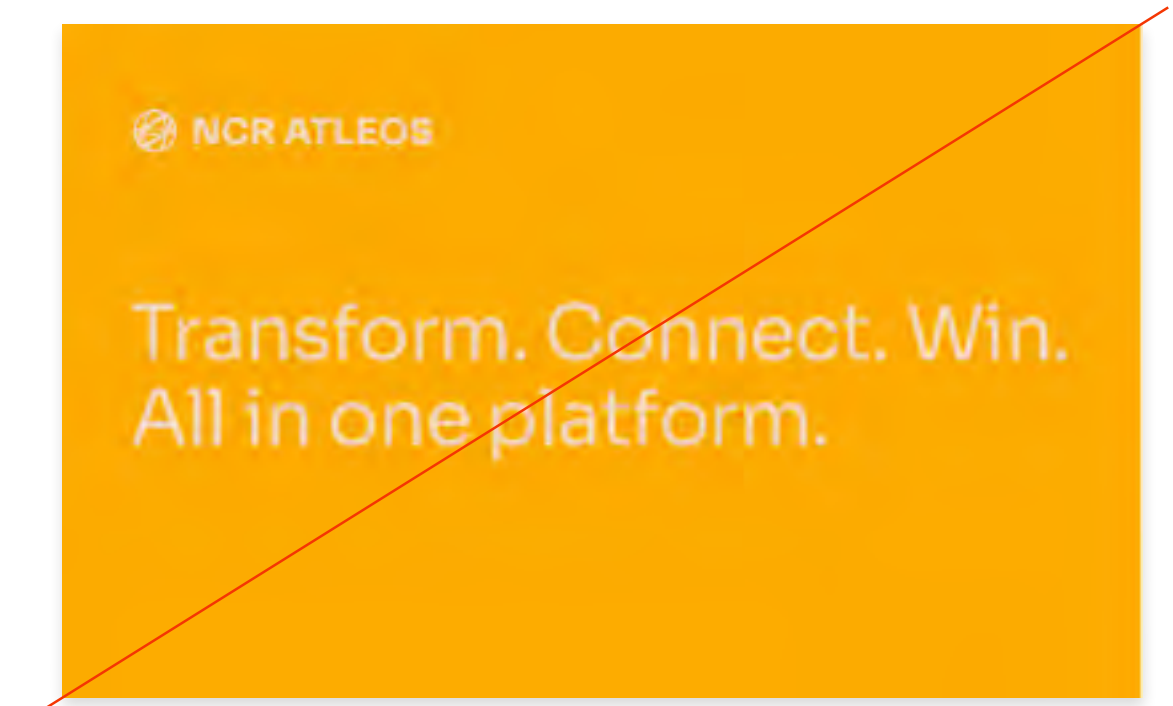 NCR ATLEOS
Transform. Connect. Win.
All in one platform.